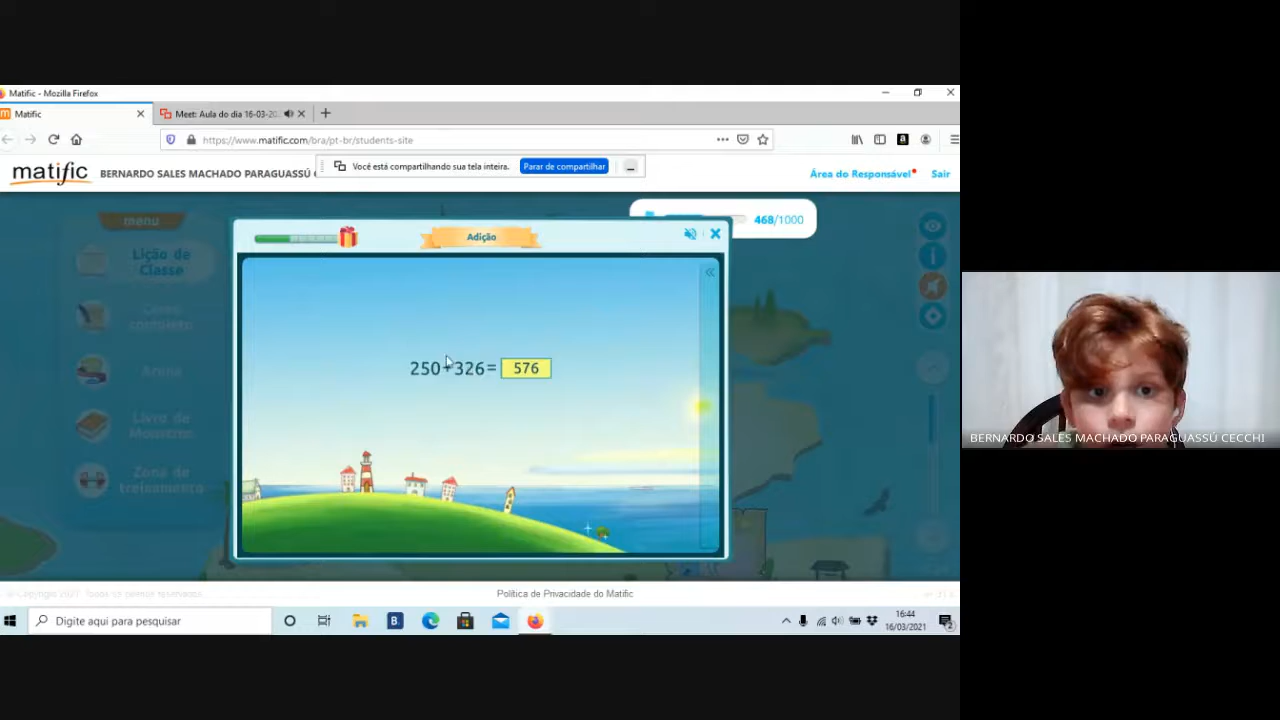 Matific - Mozilla Firefox
Matific
Meet: Aula do dia 16-03-20
https://www.matific.com/bra/pt-br/students-site
Você está compartilhando sua tela inteira.
Parar de compartilhar
matific
BERNARDO SALES MACHADO PARAGUASSÚ
Área do Responsável
Sair
menu
468/1000
Adição
Lição de
Classe
completo
Arena
Livro de
Monstros
Zona de
treinamento
250+326= 576
BERNARDO SALES MACHADO PARAGUASSÚ CECCHI
Política de Privacidade do Matific
Digite aqui para pesquisar
16:44
16/03/2021